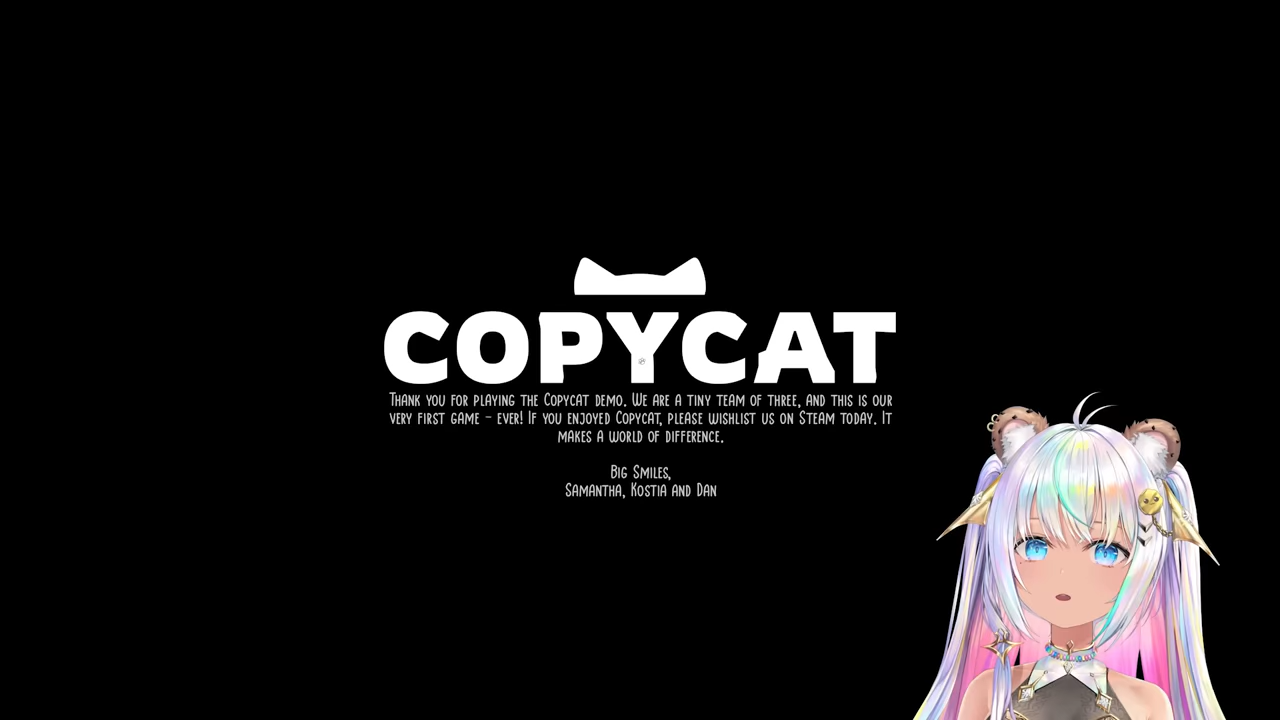 COPYCAT
Thank you for playing the Copycat demo. We are a tiny team of three, and this is our
very first game – ever! If you enjoyed Copycat, please wishlist us on Steam today. It
makes a world of difference.
Big Smiles,
Samantha, Kostia and Dan